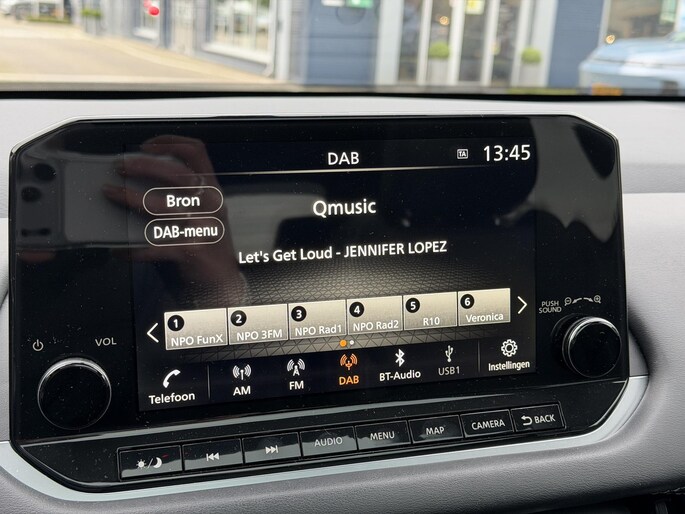 DAB
TA
13:45
Bron
Qmusic
DAB-menu
Let's Get Loud - JENNIFER LOPEZ
1 NPO FunX
2 NPO 3FM
3 NPO Rad1
4 NPO Rad2
5 R10
6 Veronica
VOL
PUSH
SOUND
Telefoon
AM
FM
DAB
BT-Audio
USB1
Instellingen
AUDIO
MENU
MAP
CAMERA
BACK